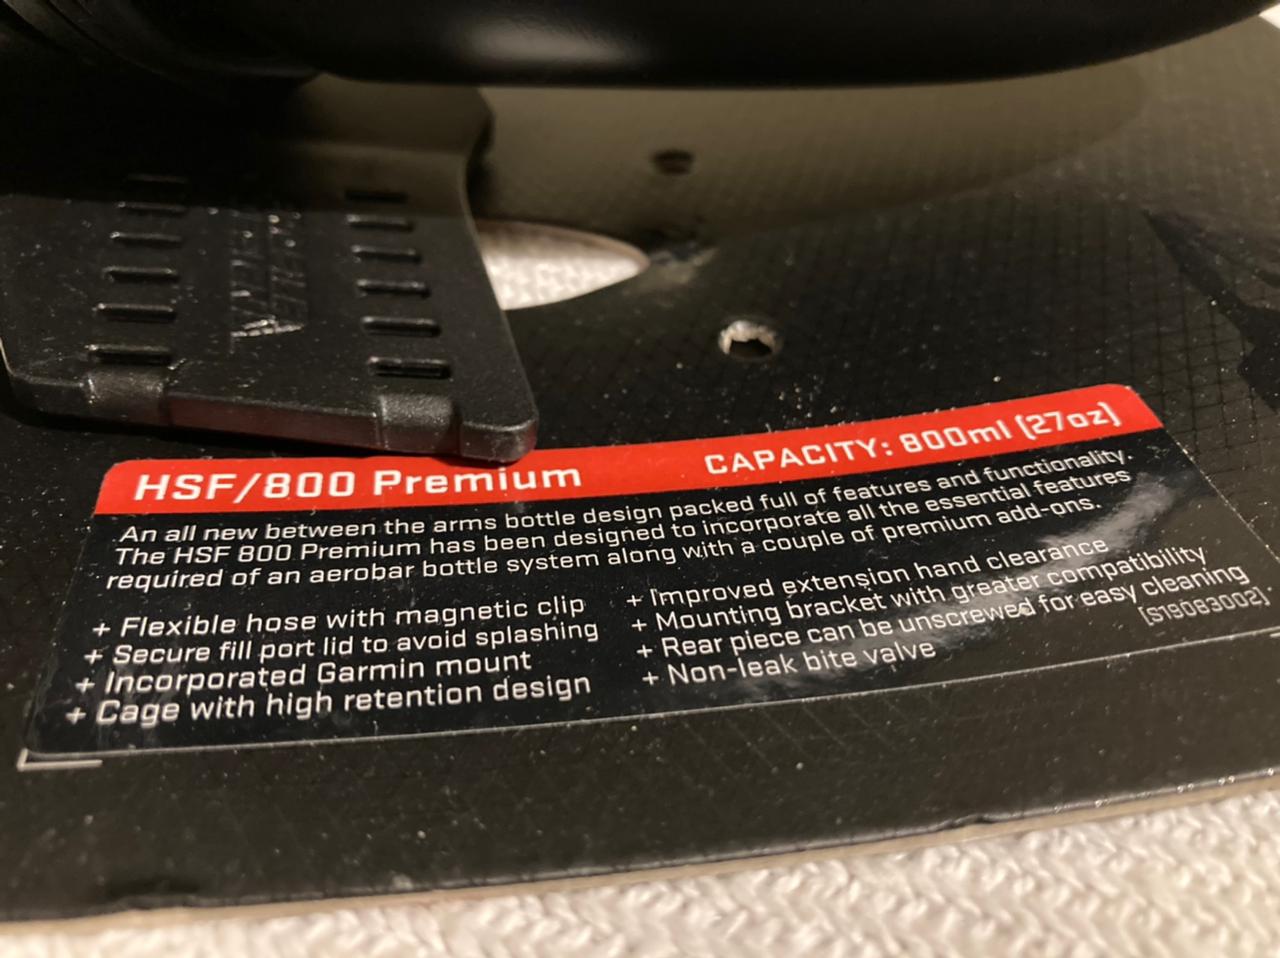 HSF/800 Premium
CAPACITY: 800ml (27oz)
An all new between the arms bottle design packed full of features and functionality.
The HSF 800 Premium has been designed to incorporate all the essential features
required of an aerobar bottle system along with a couple of premium add-ons.
+ Flexible hose with magnetic clip
+ Secure fill port lid to avoid splashing
+ Incorporated Garmin mount
+ Cage with high retention design
+ Improved extension hand clearance
+ Mounting bracket with greater compatibility
+ Rear piece can be unscrewed for easy cleaning
+ Non-leak bite valve
[S19083002]